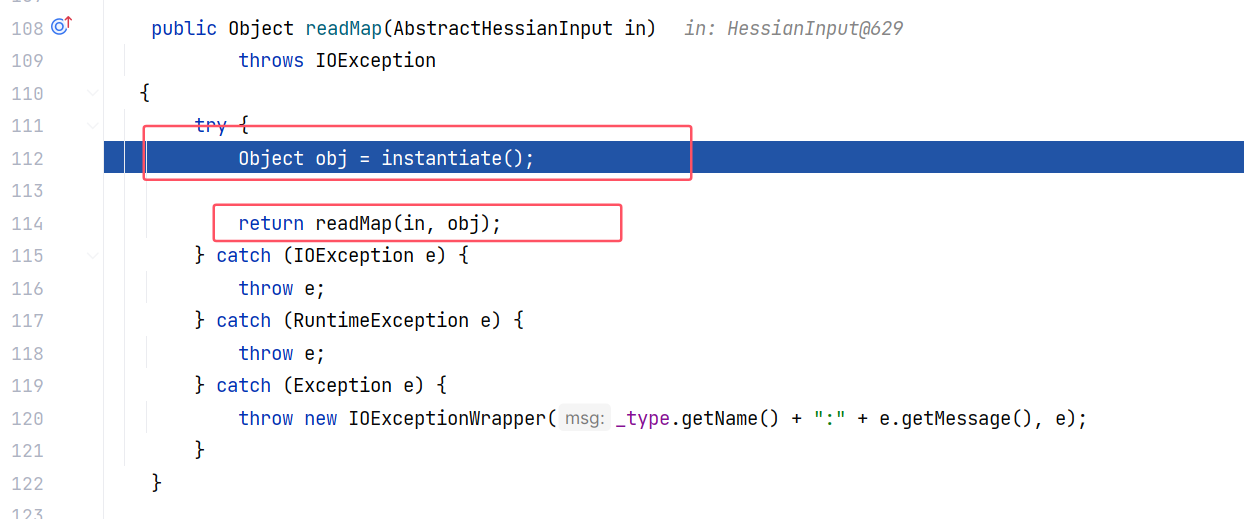 108 public Object readMap(AbstractHessianInput in) in: HessianInput@629
109 throws IOException
110 {
111 try {
112 Object obj = instantiate();
113
114 return readMap(in, obj);
115 } catch (IOException e) {
116 throw e;
117 } catch (RuntimeException e) {
118 throw e;
119 } catch (Exception e) {
120 throw new IOExceptionWrapper( msg: _type.getName() + ":" + e.getMessage(), e);
121 }
122 }